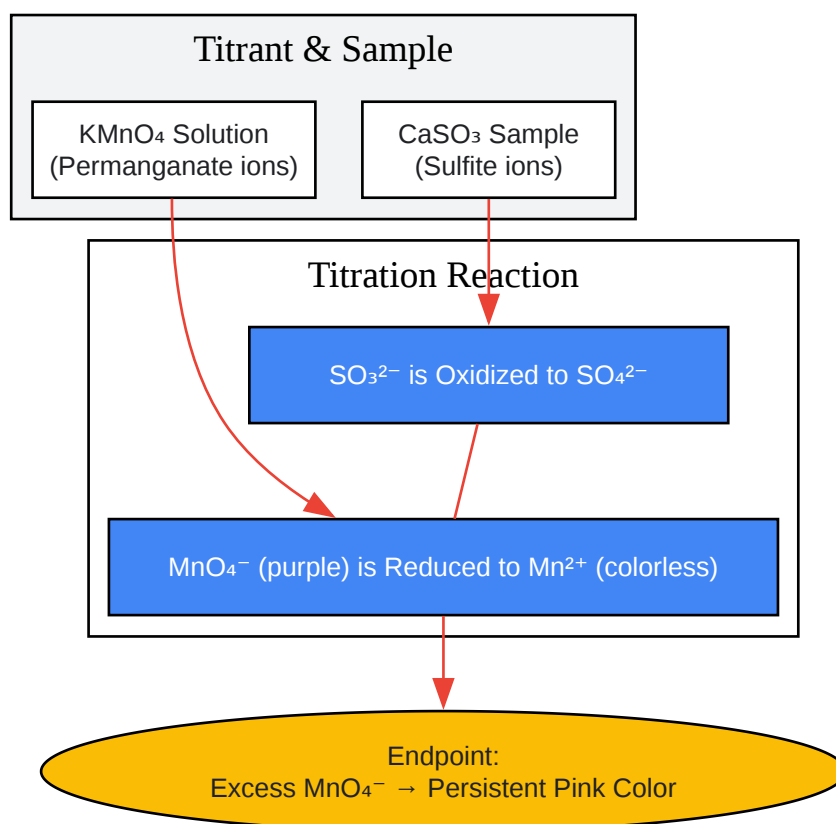 Titrant & Sample
KMnO₄ Solution
(Permanganate ions)
CaSO₃ Sample
(Sulfite ions)
Titration Reaction
SO₃²⁻ is Oxidized to SO₄²⁻
MnO₄⁻ (purple) is Reduced to Mn²⁺ (colorless)
Endpoint:
Excess MnO₄⁻ → Persistent Pink Color